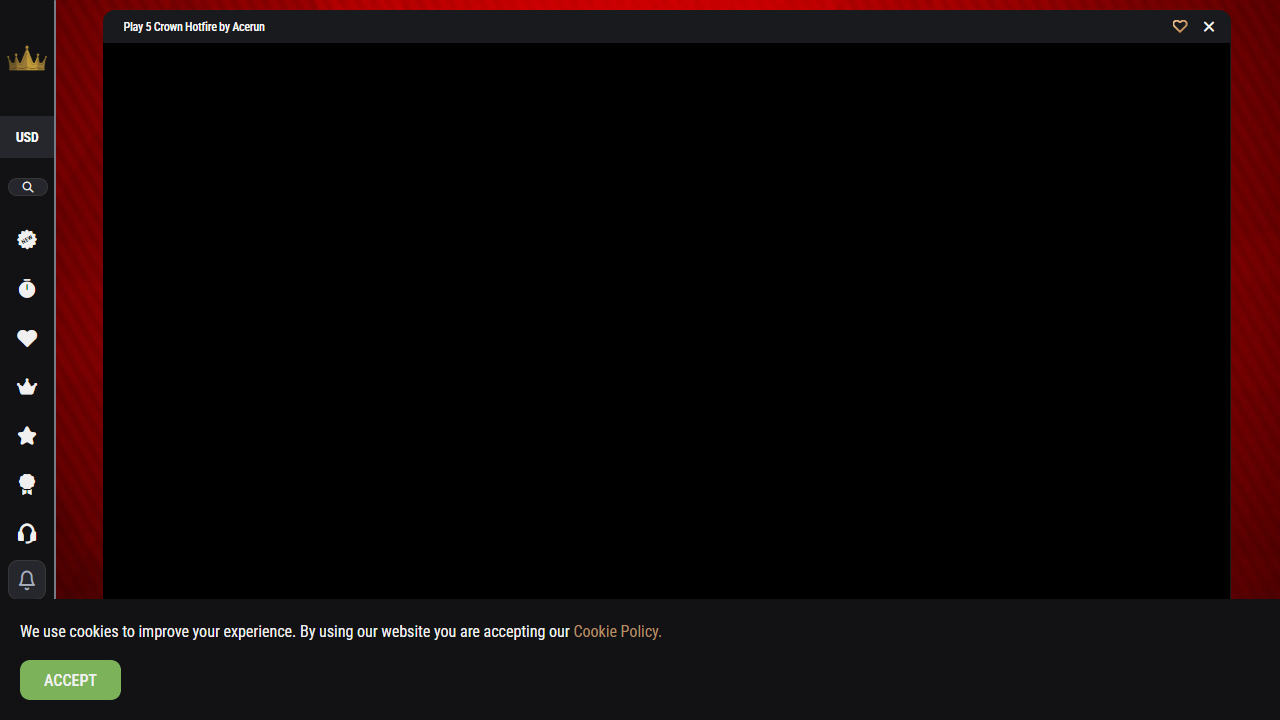 Play 5 Crown Hotfire by Acerun
USD
NEW
We use cookies to improve your experience. By using our website you are accepting our Cookie Policy.
ACCEPT